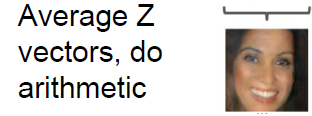 Average Z
vectors, do
arithmetic